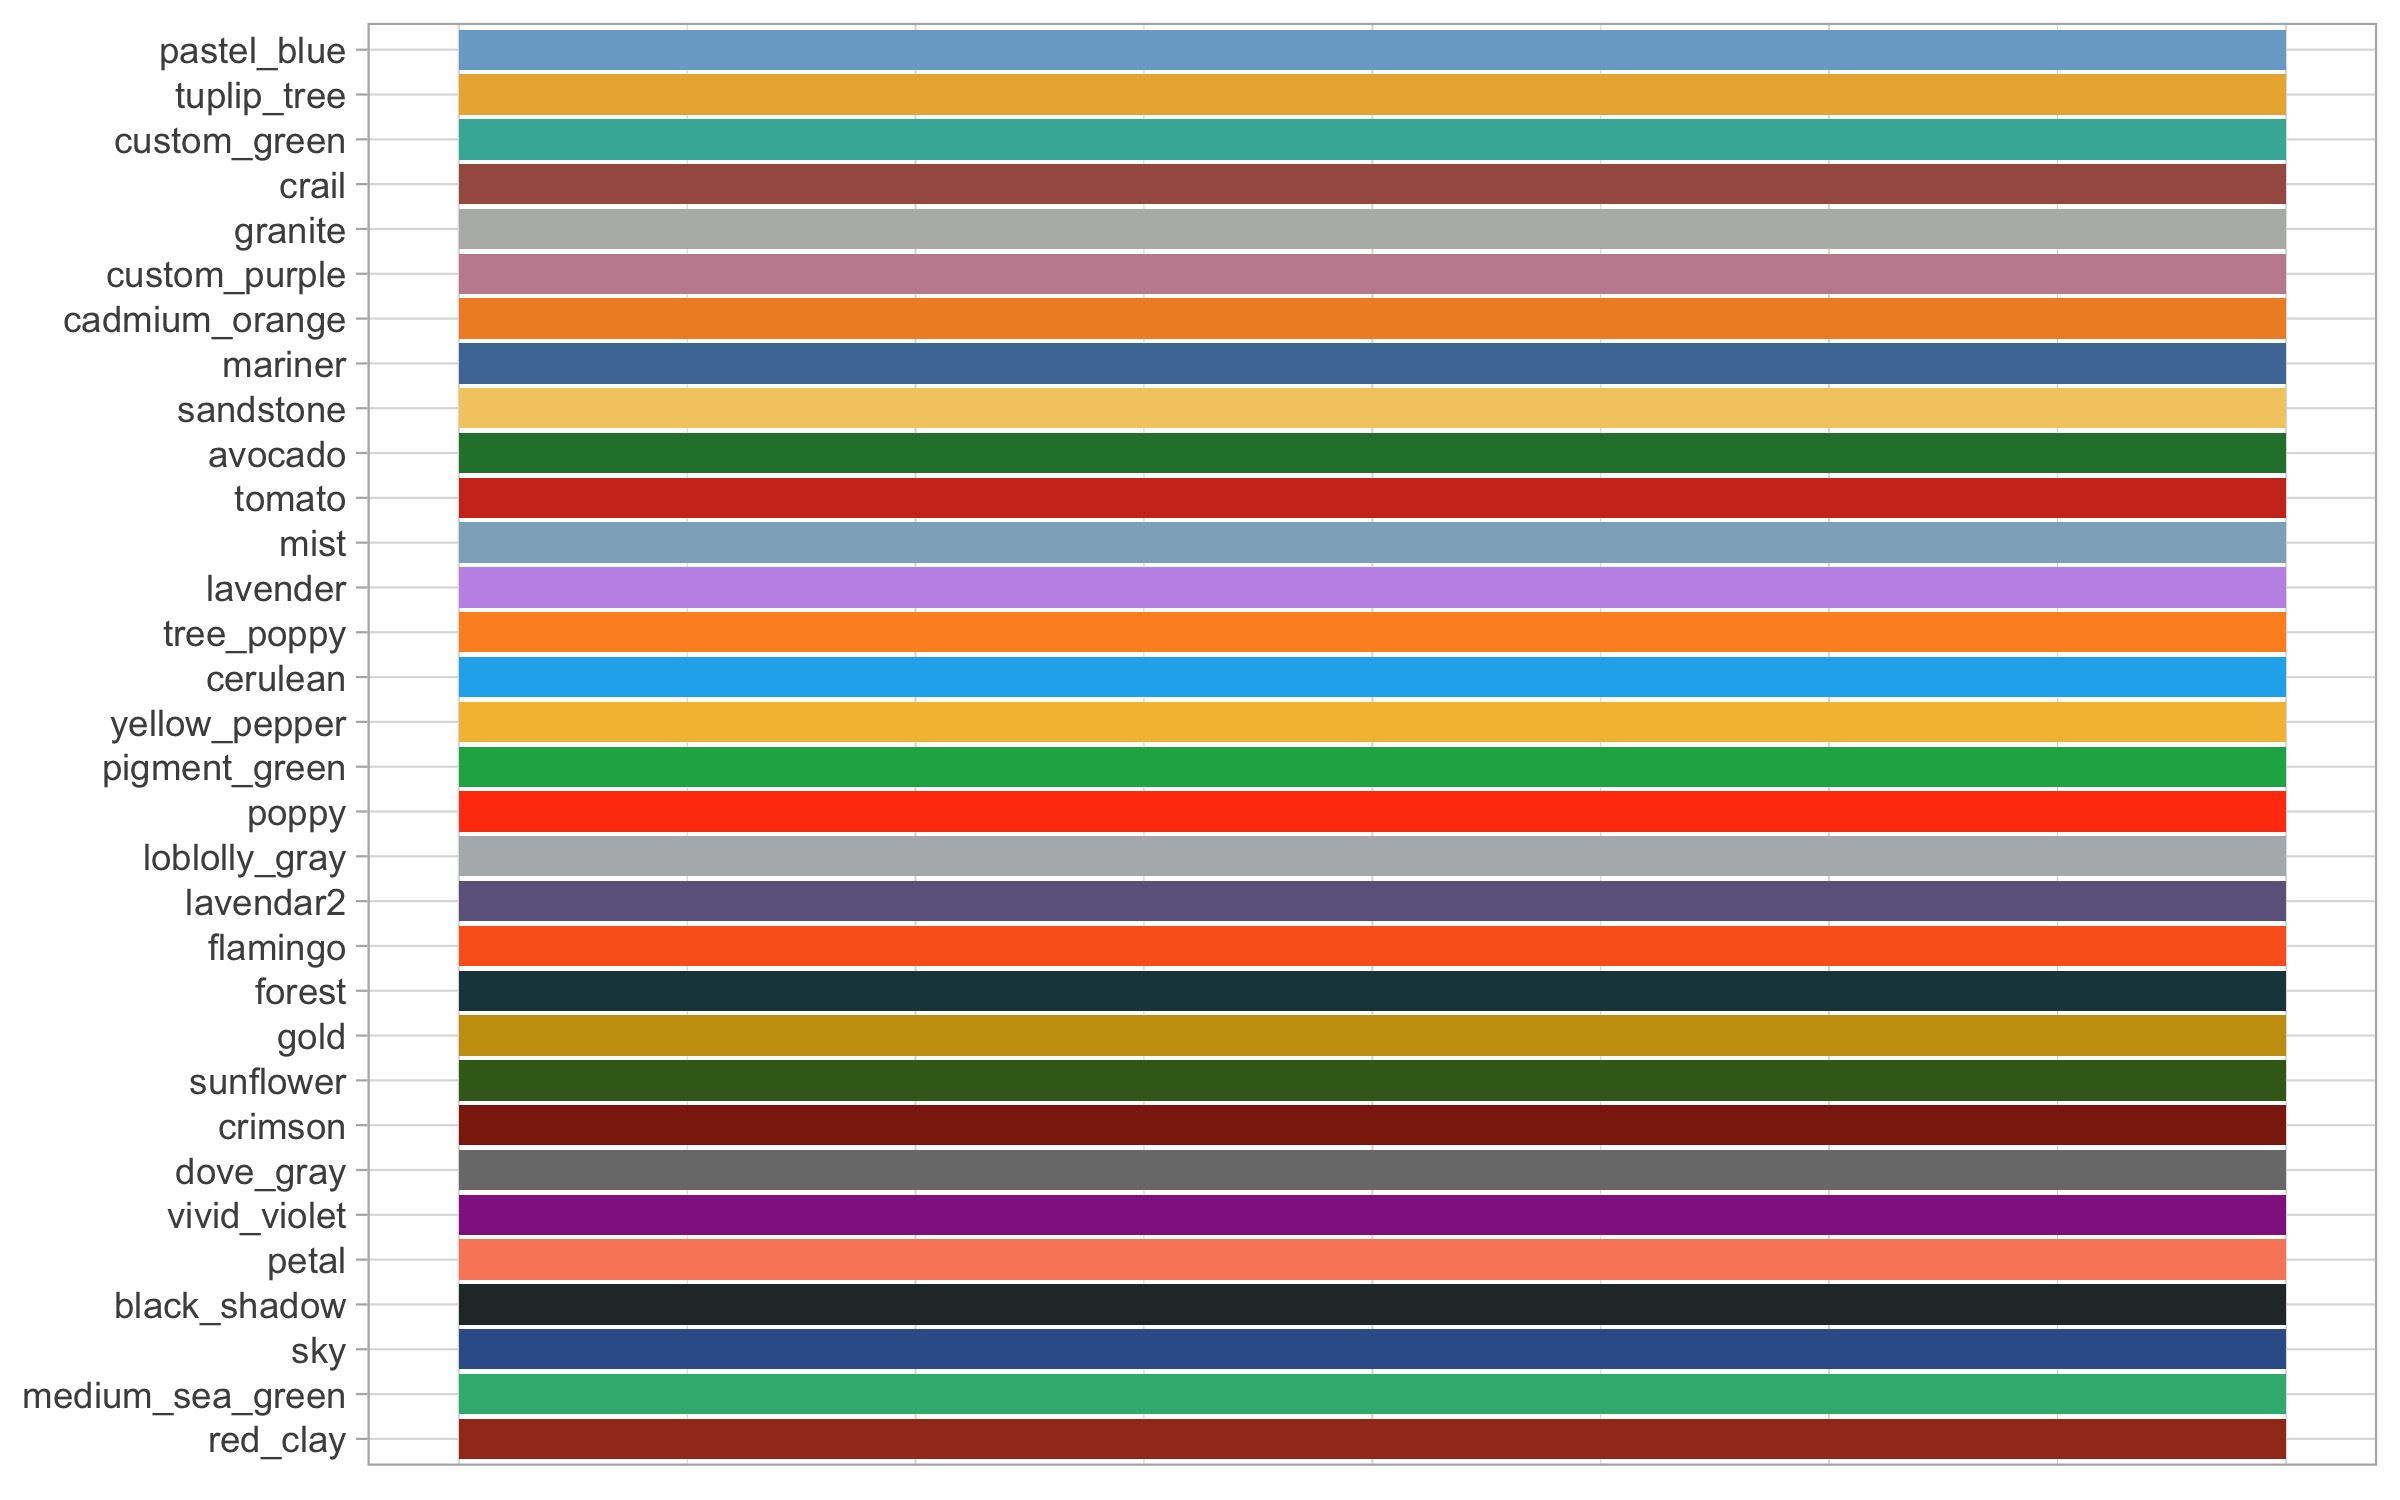 pastel_blue
tuplip_tree
custom_green
crail
granite
custom_purple
cadmium_orange
mariner
sandstone
avocado
tomato
mist
lavender
tree_poppy
cerulean
yellow_pepper
pigment_green
poppy
loblolly_gray
lavendar2
flamingo
forest
gold
sunflower
crimson
dove_gray
vivid_violet
petal
black_shadow
sky
medium_sea_green
red_clay